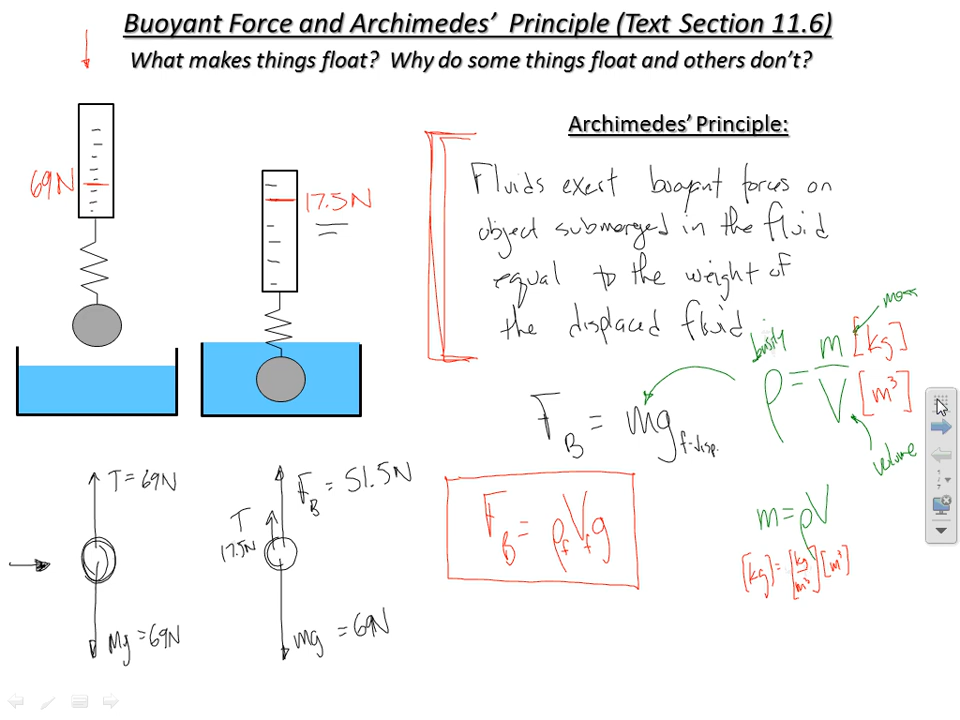 Buoyant Force and Archimedes' Principle (Text Section 11.6)
What makes things float? Why do some things float and others don't?
69N
17.5N
Archimedes' Principle:
Fluids exert buoyant forces on
object submerged in the fluid
equal to the weight of
the displaced fluid
F_B = mg_f-disp.
density
mass
ρ = m/V
[kg]
[m³]
volume
F_B = ρ_f V_f g
m = ρV
[kg] = [kg/m³][m³]
T = 69N
Mg = 69N
F_B = 51.5N
T
17.5N
mg = 69N